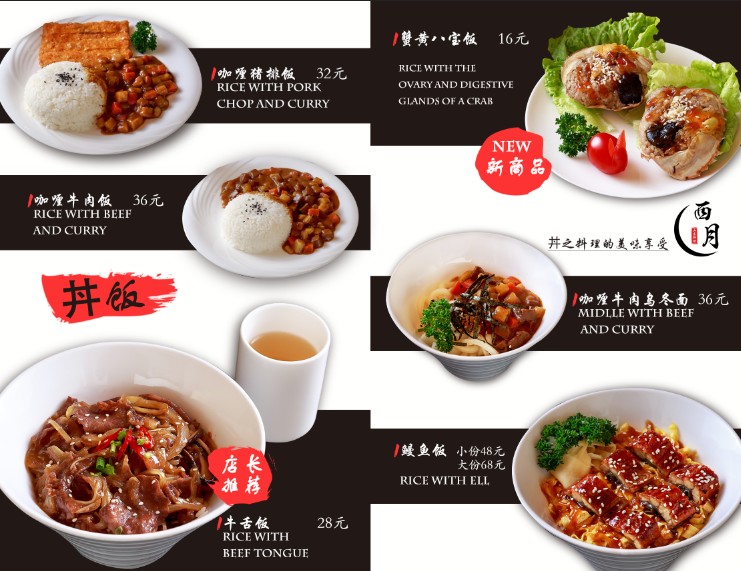 咖喱猪排饭 32元
RICE WITH PORK
CHOP AND CURRY
咖喱牛肉饭 36元
RICE WITH BEEF
AND CURRY
丼饭
店长
推荐
牛舌饭 28元
RICE WITH
BEEF TONGUE
蟹黄八宝饭 16元
RICE WITH THE
OVARY AND DIGESTIVE
GLANDS OF A CRAB
NEW
新商品
酉月
丼之料理的美味享受
咖喱牛肉乌冬面 36元
MIDLLE WITH BEEF
AND CURRY
鳗鱼饭 小份48元
大份68元
RICE WITH ELL